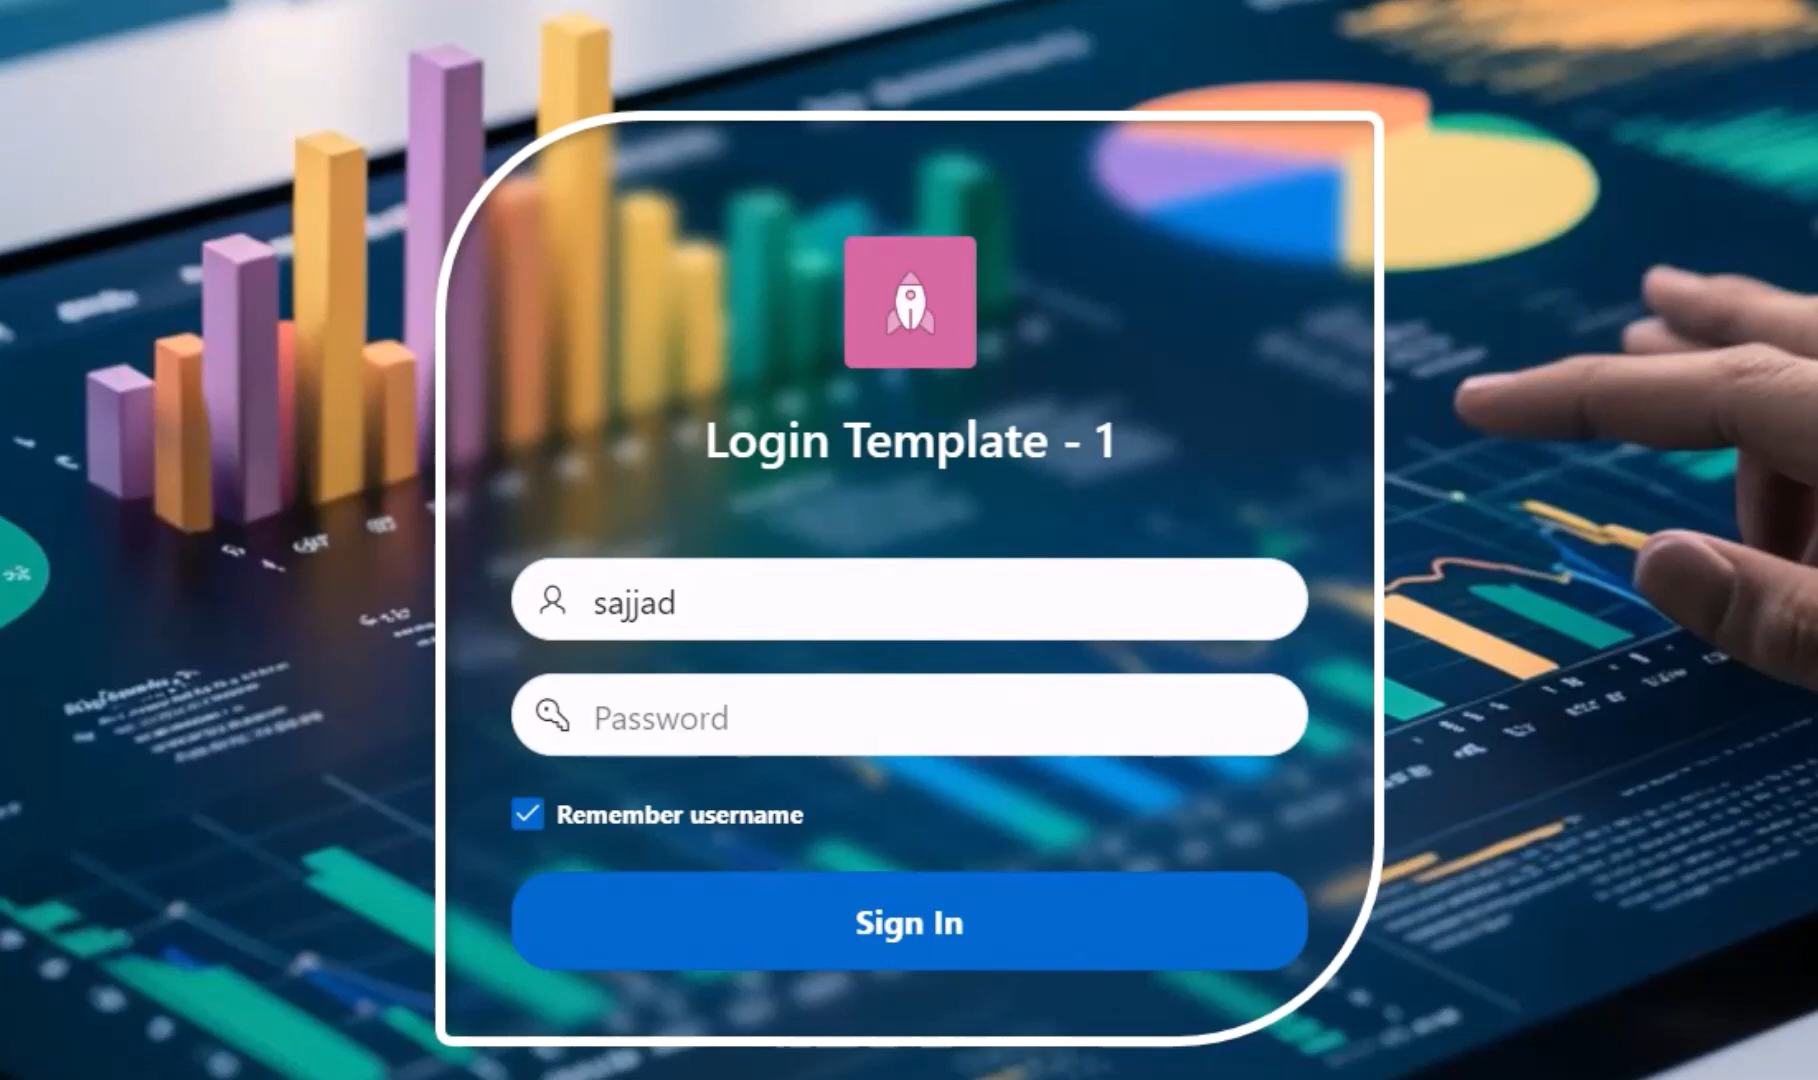 Login Template - 1
sajjad
Password
Remember username
Sign In